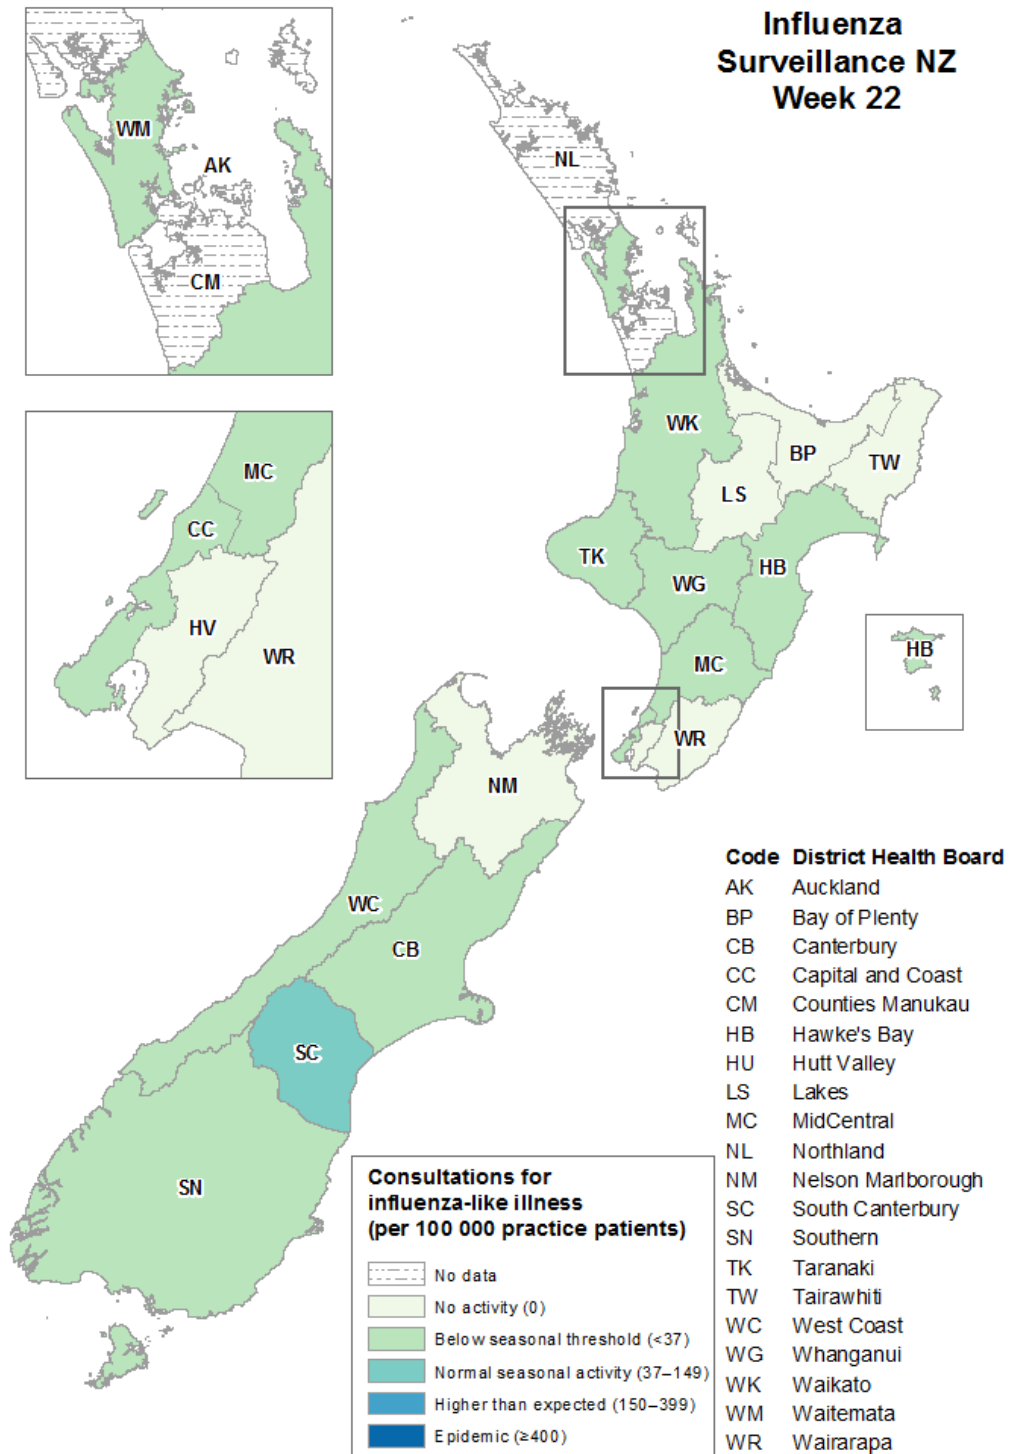 Influenza
Surveillance NZ
Week 22
WM
AK
CM
NL
WK
BP
TW
LS
TK
WG
HB
MC
WR
HB
MC
CC
HV
WR
NM
WC
CB
SC
SN
Code District Health Board
AK Auckland
BP Bay of Plenty
CB Canterbury
CC Capital and Coast
CM Counties Manukau
HB Hawke's Bay
HU Hutt Valley
LS Lakes
MC MidCentral
NL Northland
NM Nelson Marlborough
SC South Canterbury
SN Southern
TK Taranaki
TW Tairawhiti
WC West Coast
WG Whanganui
WK Waikato
WM Waitemata
WR Wairarapa
Consultations for
influenza-like illness
(per 100 000 practice patients)
No data
No activity (0)
Below seasonal threshold (<37)
Normal seasonal activity (37–149)
Higher than expected (150–399)
Epidemic (≥400)